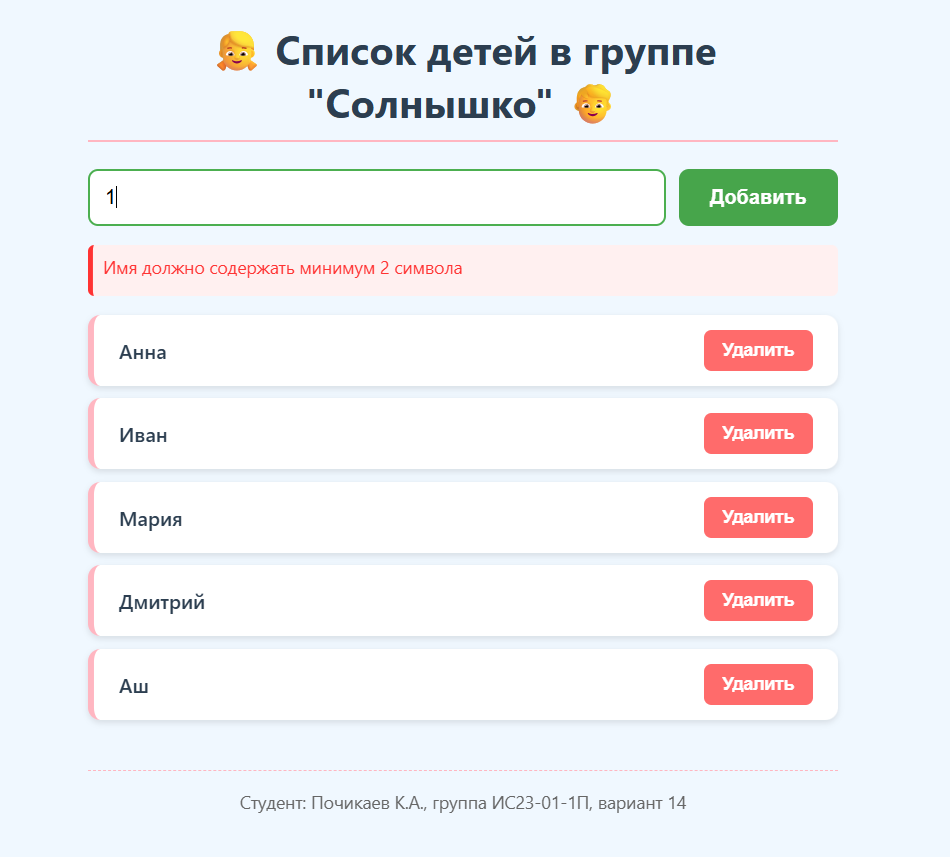 Список детей в группе
"Солнышко"
1
Добавить
Имя должно содержать минимум 2 символа
Анна
Удалить
Иван
Удалить
Мария
Удалить
Дмитрий
Удалить
Аш
Удалить
Студент: Почикаев К.А., группа ИС23-01-1П, вариант 14